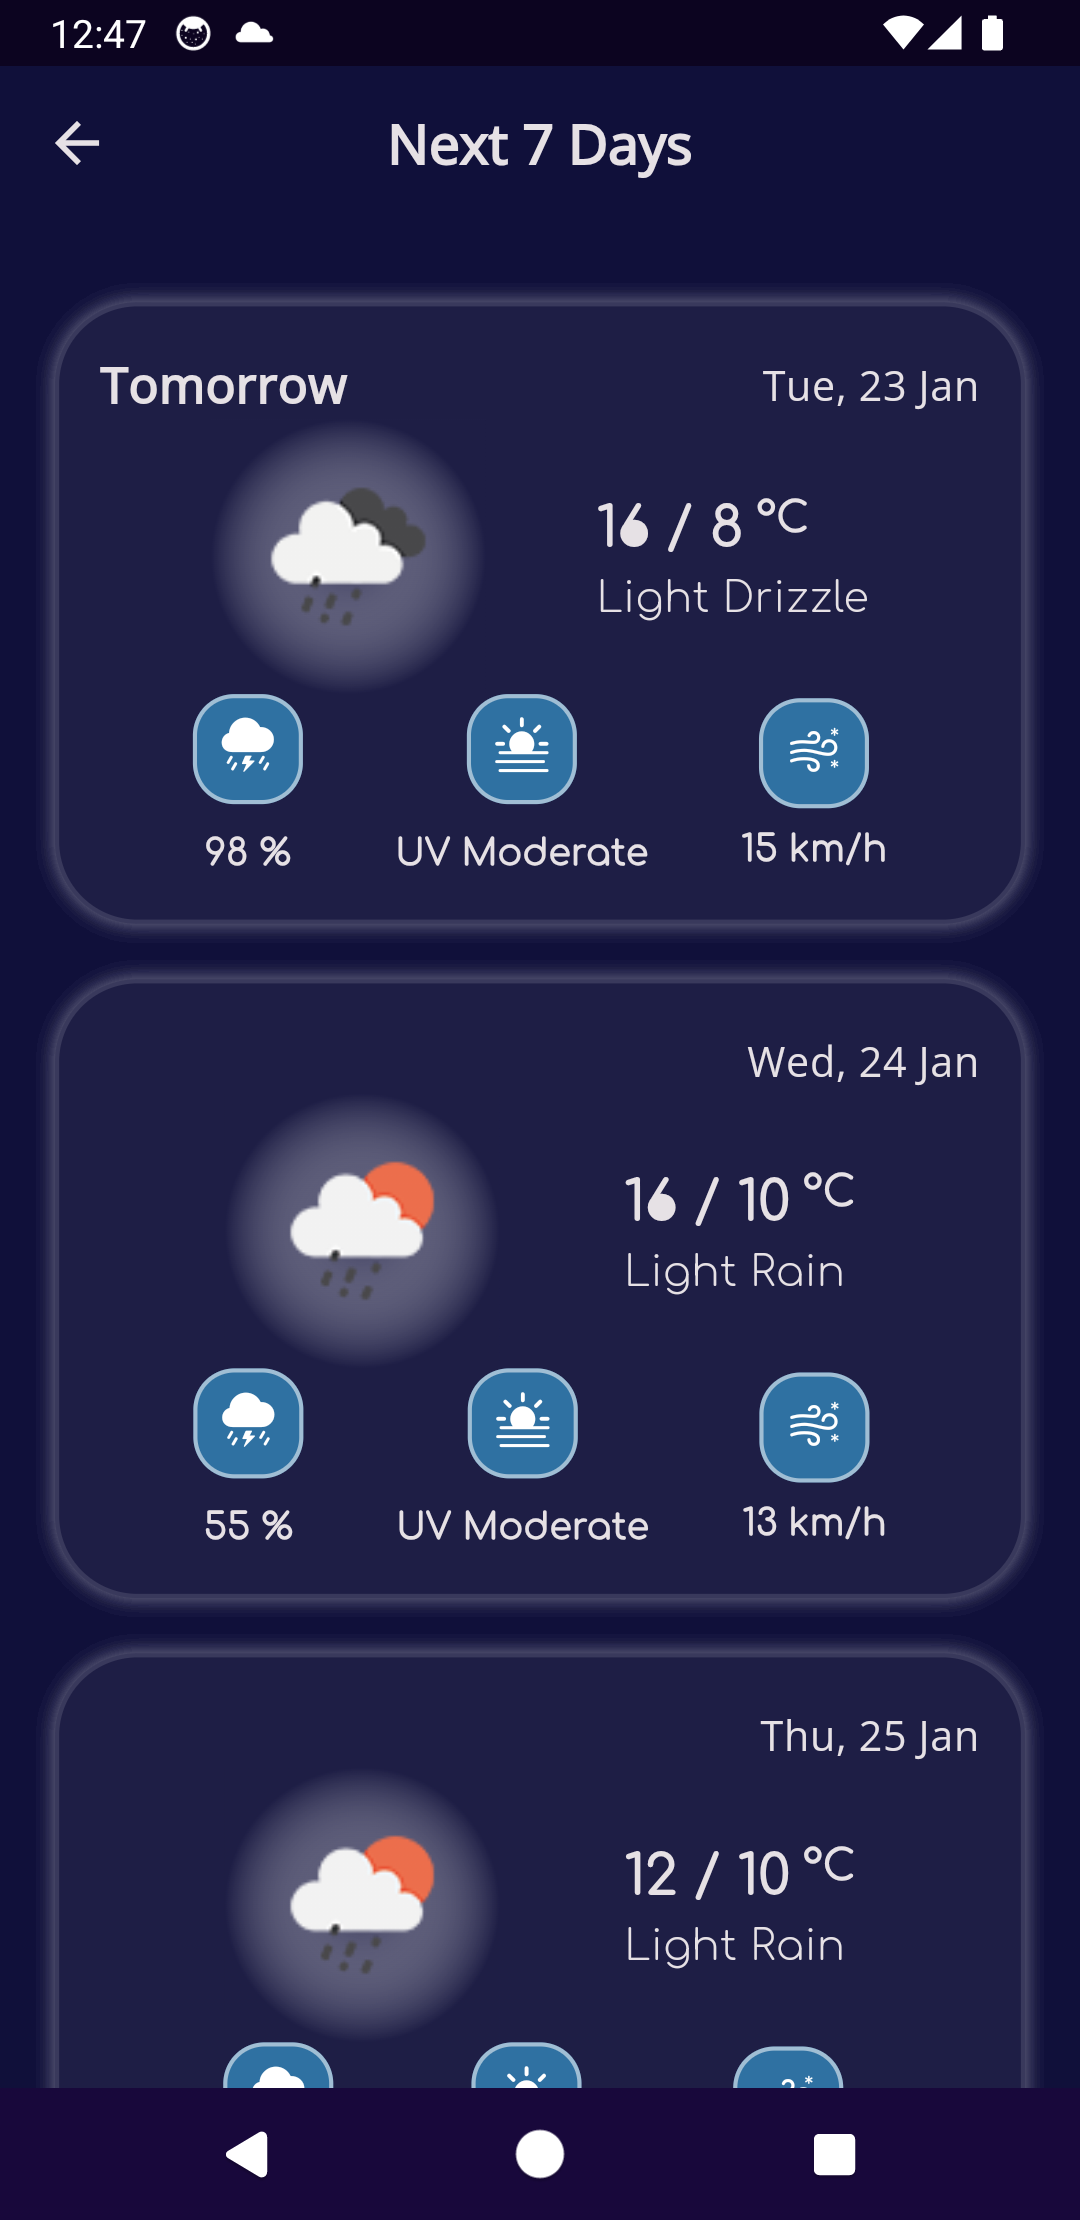 12:47
Next 7 Days
Tomorrow
Tue, 23 Jan
16 / 8 °C
Light Drizzle
98 %
UV Moderate
15 km/h
Wed, 24 Jan
16 / 10 °C
Light Rain
55 %
UV Moderate
13 km/h
Thu, 25 Jan
12 / 10 °C
Light Rain